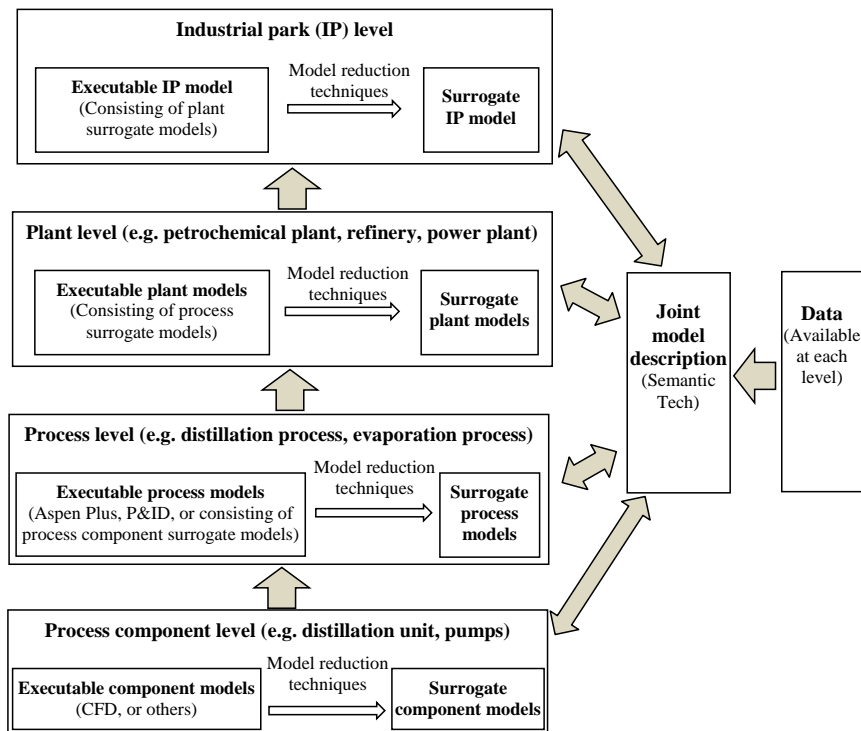 Industrial park (IP) level
Executable IP model
(Consisting of plant
surrogate models)
Model reduction
techniques
Surrogate
IP model
Plant level (e.g. petrochemical plant, refinery, power plant)
Executable plant models
(Consisting of process
surrogate models)
Model reduction
techniques
Surrogate
plant models
Process level (e.g. distillation process, evaporation process)
Executable process models
(Aspen Plus, P&ID, or consisting of
process component surrogate models)
Model reduction
techniques
Surrogate
process
models
Process component level (e.g. distillation unit, pumps)
Executable component models
(CFD, or others)
Model reduction
techniques
Surrogate
component models
Joint
model
description
(Semantic
Tech)
Data
(Available
at each
level)